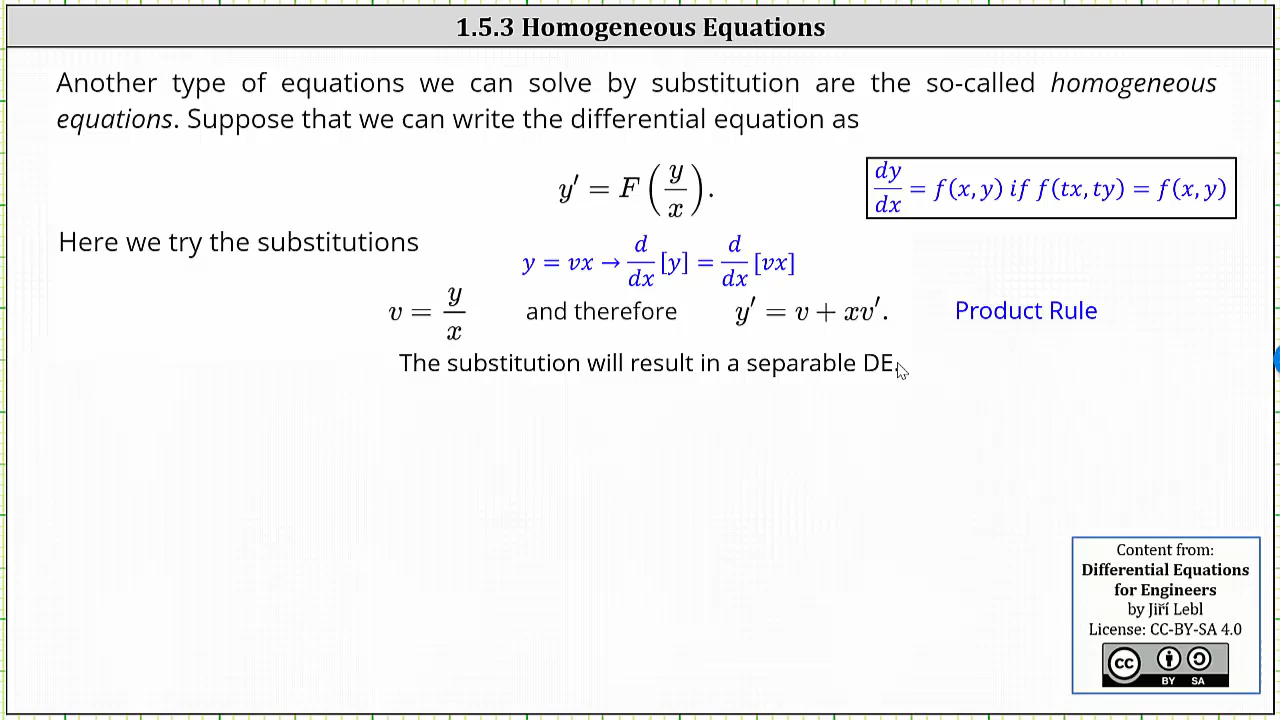 1.5.3 Homogeneous Equations
Another type of equations we can solve by substitution are the so-called homogeneous
equations. Suppose that we can write the differential equation as
y′ = F(y/x).
dy/dx = f(x, y) if f(tx, ty) = f(x, y)
Here we try the substitutions
y = vx → d/dx [y] = d/dx [vx]
v = y/x and therefore y′ = v + xv′. Product Rule
The substitution will result in a separable DE.
Content from:
Differential Equations
for Engineers
by Jiří Lebl
License: CC-BY-SA 4.0
cc
BY SA